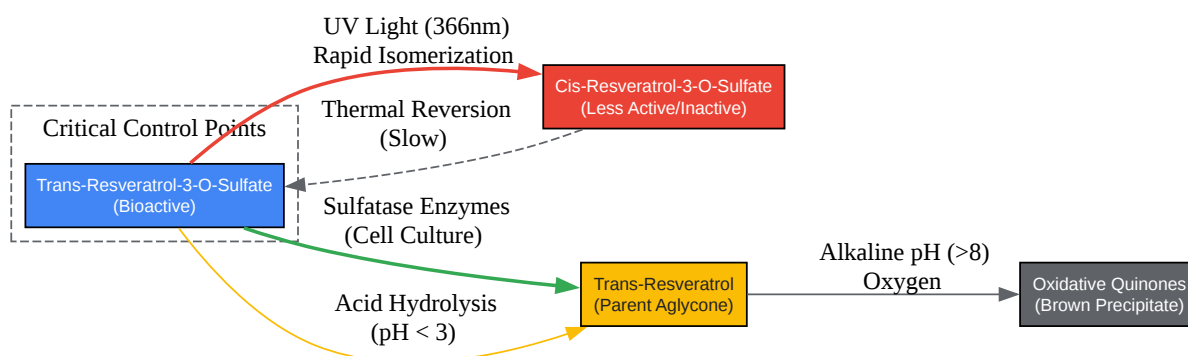 UV Light (366nm)
Rapid Isomerization
Cis-Resveratrol-3-O-Sulfate
(Less Active/Inactive)
Thermal Reversion
(Slow)
Critical Control Points
Trans-Resveratrol-3-O-Sulfate
(Bioactive)
Sulfatase Enzymes
(Cell Culture)
Alkaline pH (>8)
Oxygen
Trans-Resveratrol
(Parent Aglycone)
Oxidative Quinones
(Brown Precipitate)
Acid Hydrolysis
(pH < 3)